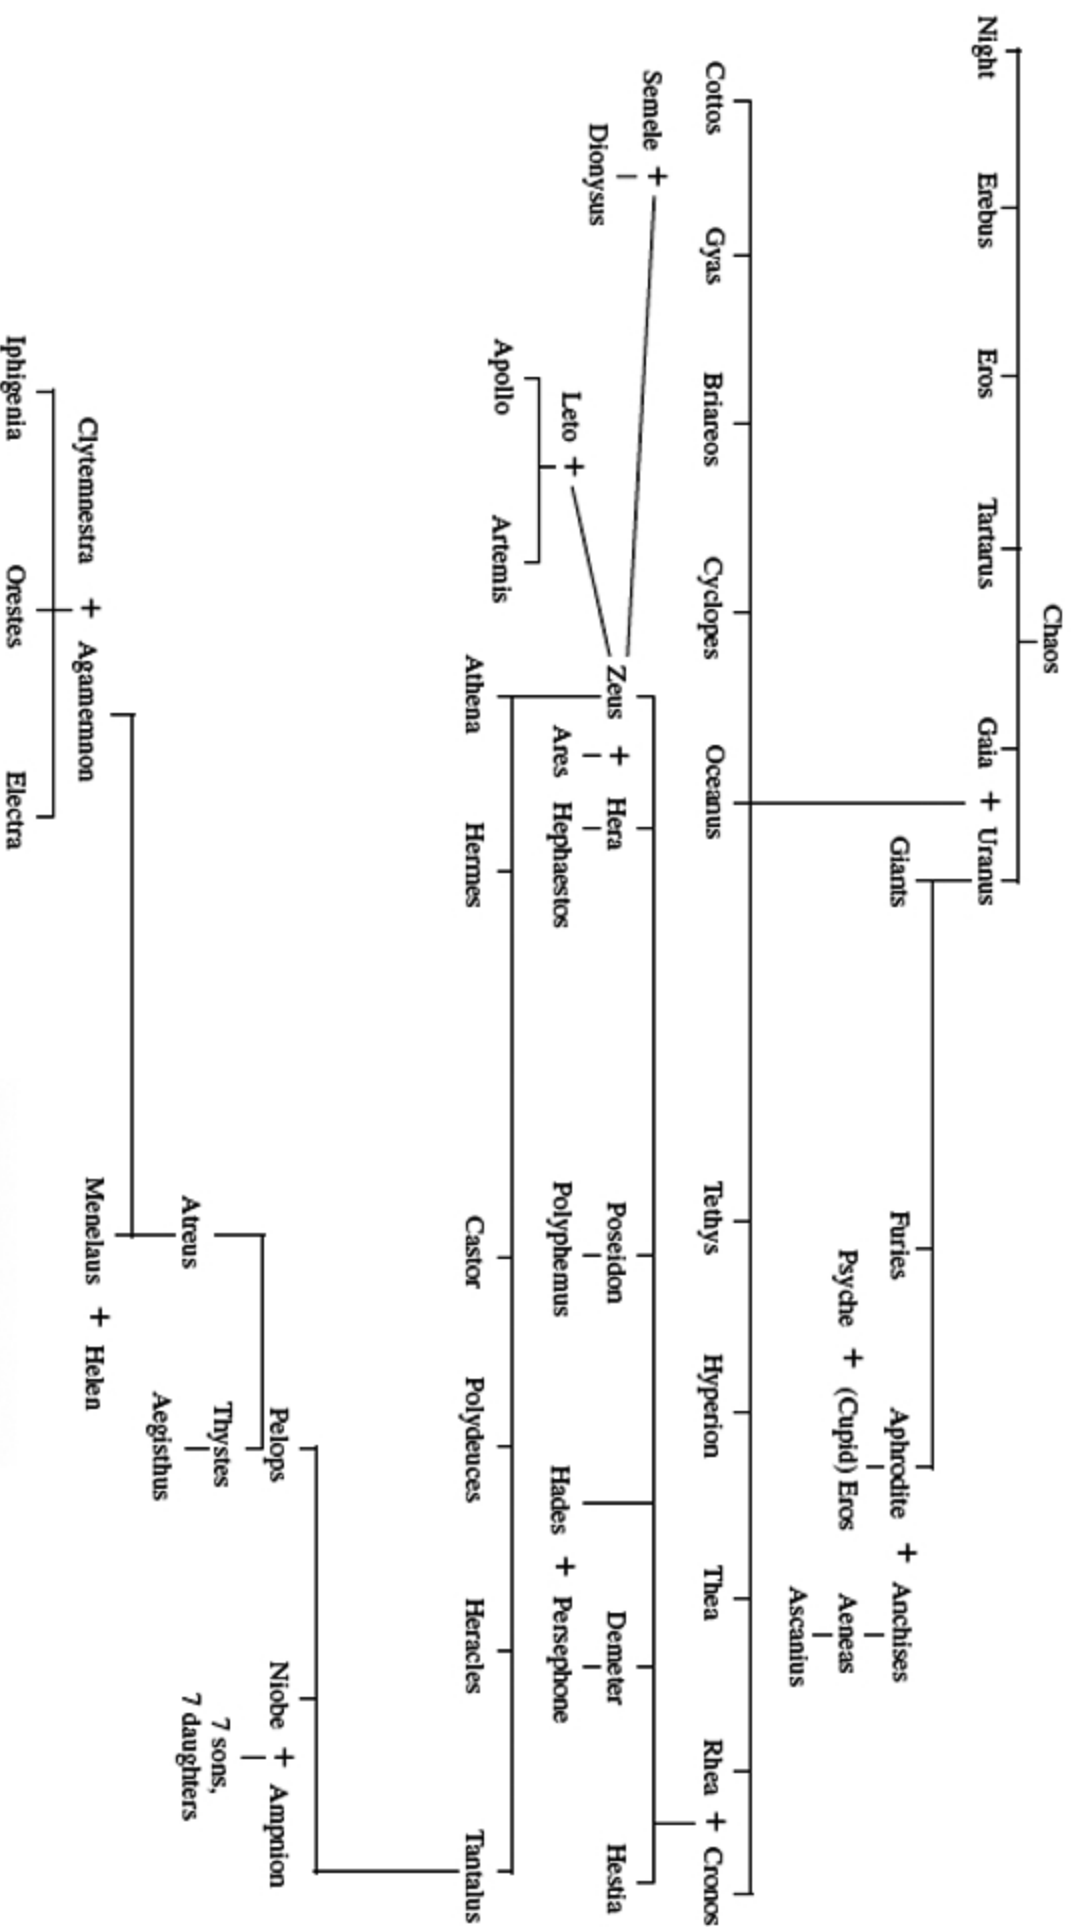 Chaos
Night Erebus Eros Tartarus Gaia + Uranus
Giants Furies Aphrodite + Anchises
Psyche + (Cupid) Eros Aeneas
Ascanius
Cottos Gyas Briareos Cyclopes Oceanus Tethys Hyperion Thea Rhea + Cronos
Semele + Zeus + Hera Poseidon Demeter Hestia
Dionysus Leto + Ares Hephaestos Polyphemus Hades + Persephone
Apollo Artemis
Athena Hermes Castor Polydeuces Heracles Tantalus
Pelops Niobe + Ampnion
Thystes 7 sons,
Atreus Aegisthus 7 daughters
Clytemnestra + Agamemnon Menelaus + Helen
Iphigenia Orestes Electra